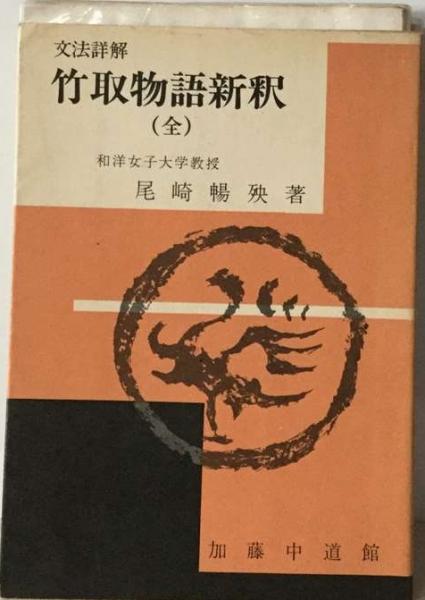 文法詳解
竹取物語新釈
(全)
和洋女子大学教授
尾崎暢殃著
加藤中道館